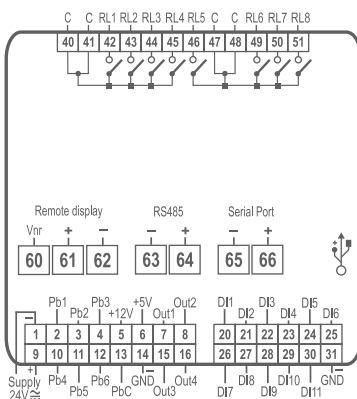 C C RL1 RL2 RL3 RL4 RL5 C C RL6 RL7 RL8
40 41 42 43 44 45 46 47 48 49 50 51
Remote display RS485 Serial Port
Vnr + − − + − +
60 61 62 63 64 65 66
Pb1 Pb3 +5V Out2 DI1 DI3 DI5
Pb2 +12V Out1 DI2 DI4 DI6
− 1 2 3 4 5 6 7 8 20 21 22 23 24 25
+ 9 10 11 12 13 14 15 16 26 27 28 29 30 31
Supply Pb4 Pb6 GND Out4 DI8 DI10 GND
24V Pb5 PbC Out3 DI7 DI9 DI11